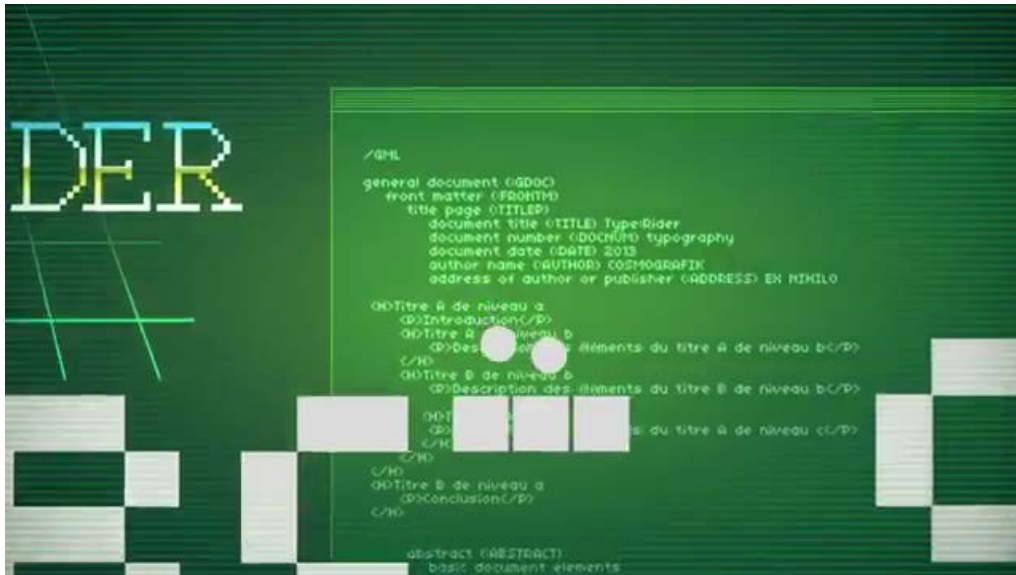 DER
/GML
general document (:GDOC)
front matter (:FRONTM)
title page (:TITLEP)
document title (:TITLE) Type:Rider
document number (:DOCNUM) typography
document date (:DATE) 2013
author name (:AUTHOR) COSMOGRAFIK
address of author or publisher (:ADDRESS) EX NIHILO
<H>Titre A de niveau a
<P>Introduction</P>
<H>Titre A niveau b
<P>Des éléments du titre A de niveau b</P>
</H>
<H>Titre B de niveau b
<P>Description des éléments du titre B de niveau b</P>
<H>T
<P> du titre A de niveau c</P>
</H>
</H>
</H>
<H>Titre B de niveau a
<P>Conclusion</P>
</H>
abstract (:ABSTRACT)
basic document elements